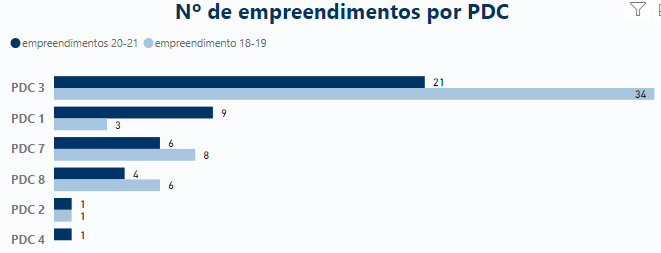 Nº de empreendimentos por PDC
empreendimentos 20-21 empreendimento 18-19
PDC 3 21
34
PDC 1 9
3
PDC 7 6
8
PDC 8 4
6
PDC 2 1
1
PDC 4 1